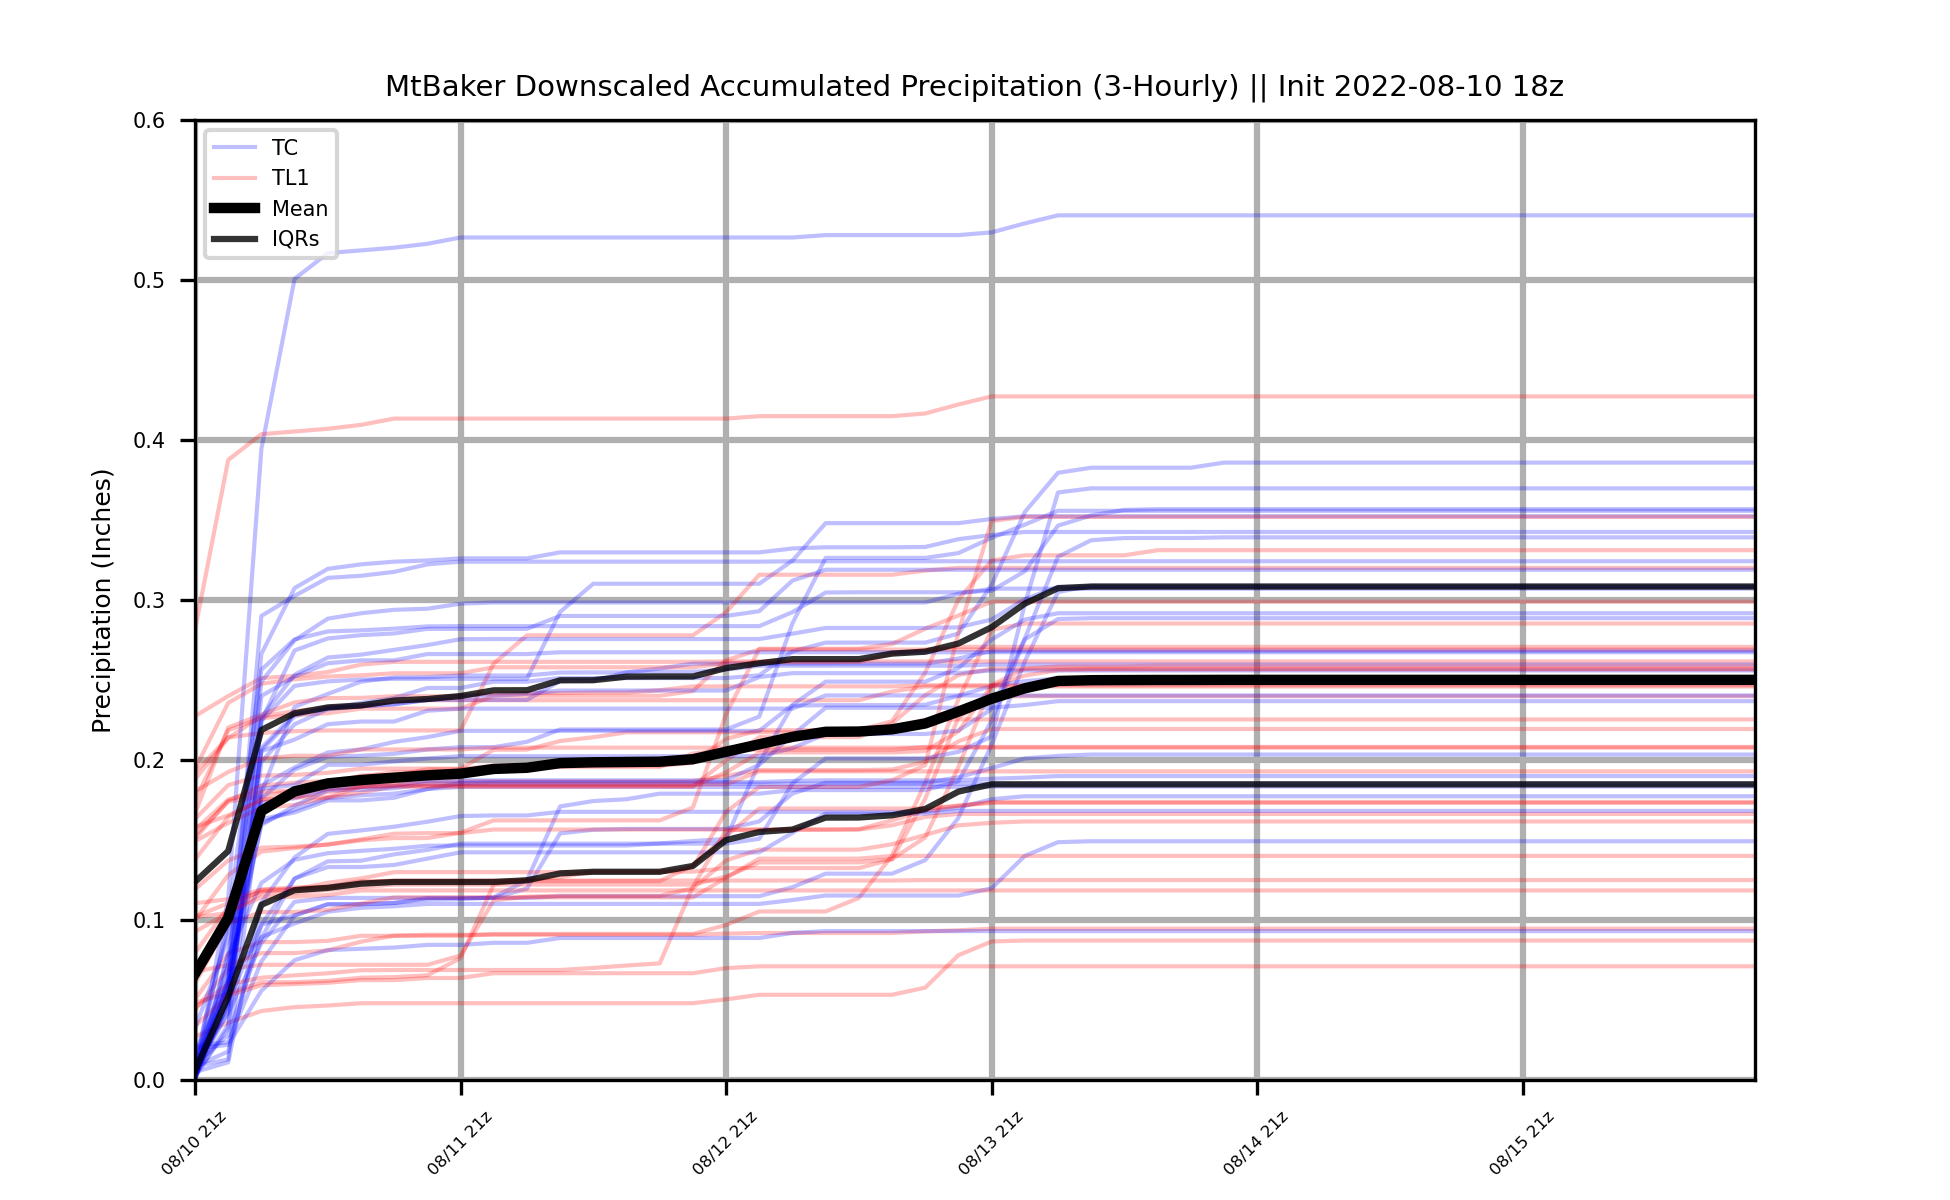 MtBaker Downscaled Accumulated Precipitation (3-Hourly) || Init 2022-08-10 18z
0.6
0.5
0.4
0.3
0.2
0.1
0.0
Precipitation (Inches)
TC
TL1
Mean
IQRs
08/10 21z
08/11 21z
08/12 21z
08/13 21z
08/14 21z
08/15 21z